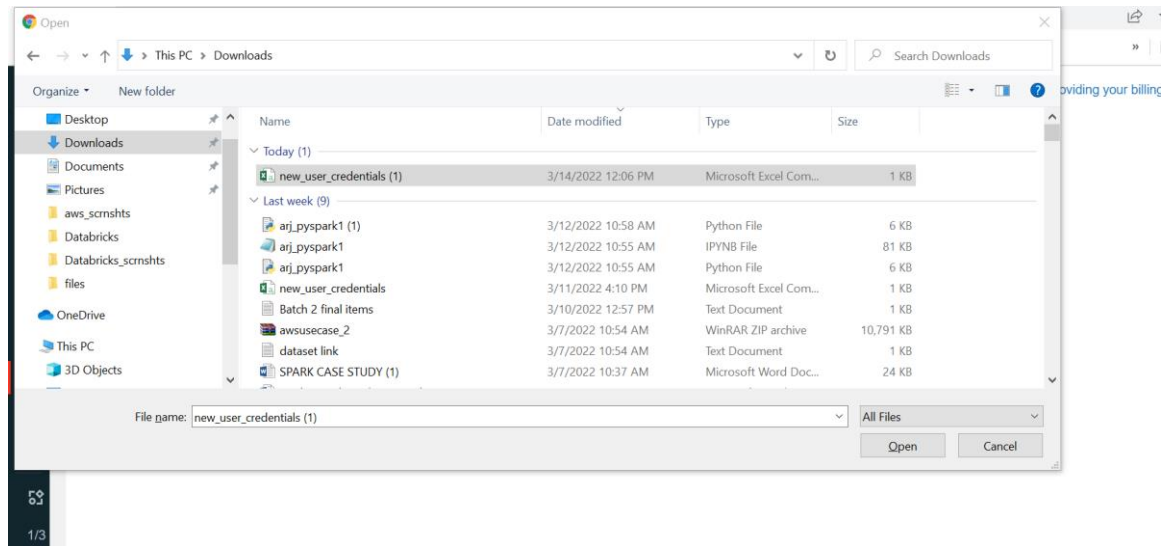 Open
This PC > Downloads
Search Downloads
Organize
New folder
oviding your billing
Desktop
Downloads
Documents
Pictures
aws_scrnshts
Databricks
Databricks_scrnshts
files
OneDrive
This PC
3D Objects
Name Date modified Type Size
Today (1)
new_user_credentials (1) 3/14/2022 12:06 PM Microsoft Excel Com... 1 KB
Last week (9)
arj_pyspark1 (1) 3/12/2022 10:58 AM Python File 6 KB
arj_pyspark1 3/12/2022 10:55 AM IPYNB File 81 KB
arj_pyspark1 3/12/2022 10:55 AM Python File 6 KB
new_user_credentials 3/11/2022 4:10 PM Microsoft Excel Com... 1 KB
Batch 2 final items 3/10/2022 12:57 PM Text Document 1 KB
awsusecase_2 3/7/2022 10:54 AM WinRAR ZIP archive 10,791 KB
dataset link 3/7/2022 10:54 AM Text Document 1 KB
SPARK CASE STUDY (1) 3/7/2022 10:37 AM Microsoft Word Doc... 24 KB
File name: new_user_credentials (1) All Files
Open Cancel
1/3